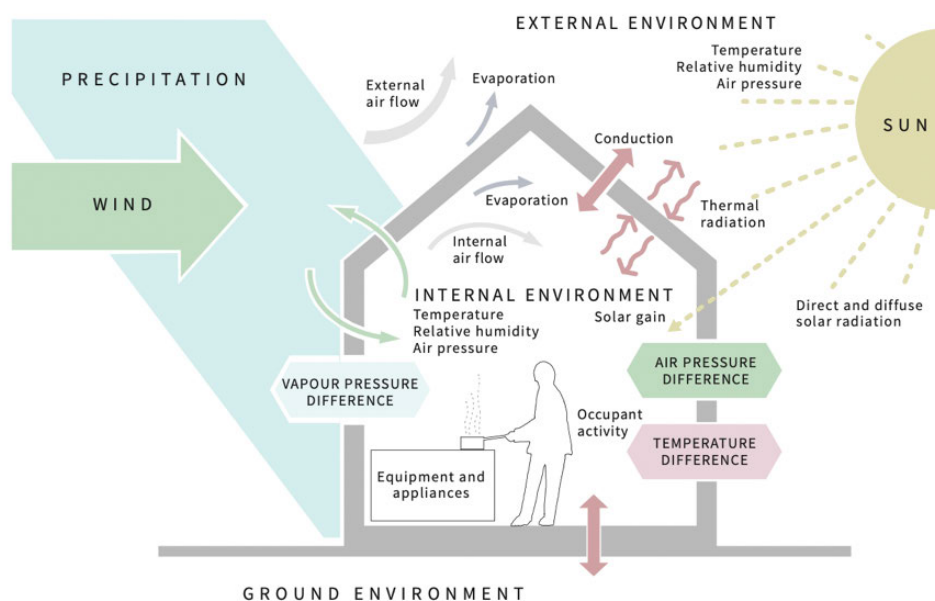 EXTERNAL ENVIRONMENT
Temperature
Relative humidity
Air pressure
PRECIPITATION
External
air flow
Evaporation
SUN
Conduction
WIND
Evaporation
Thermal
radiation
Internal
air flow
INTERNAL ENVIRONMENT
Temperature
Relative humidity
Air pressure
Solar gain
Direct and diffuse
solar radiation
VAPOUR PRESSURE
DIFFERENCE
AIR PRESSURE
DIFFERENCE
Occupant
activity
TEMPERATURE
DIFFERENCE
Equipment and
appliances
GROUND ENVIRONMENT